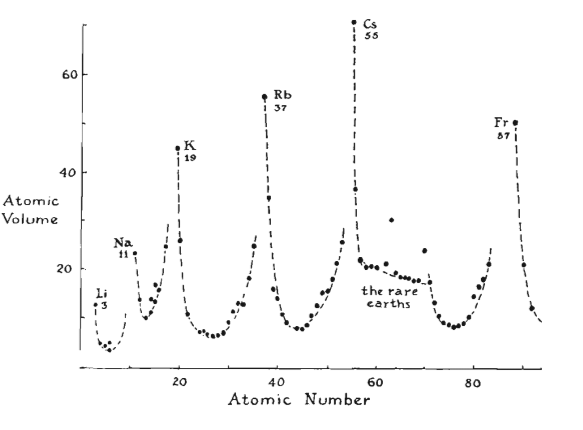 Cs
55
60
Rb
37
Fr
87
K
19
40
Atomic
Volume
Na
11
20
Li
3
the rare
earths
20
40
60
80
Atomic Number